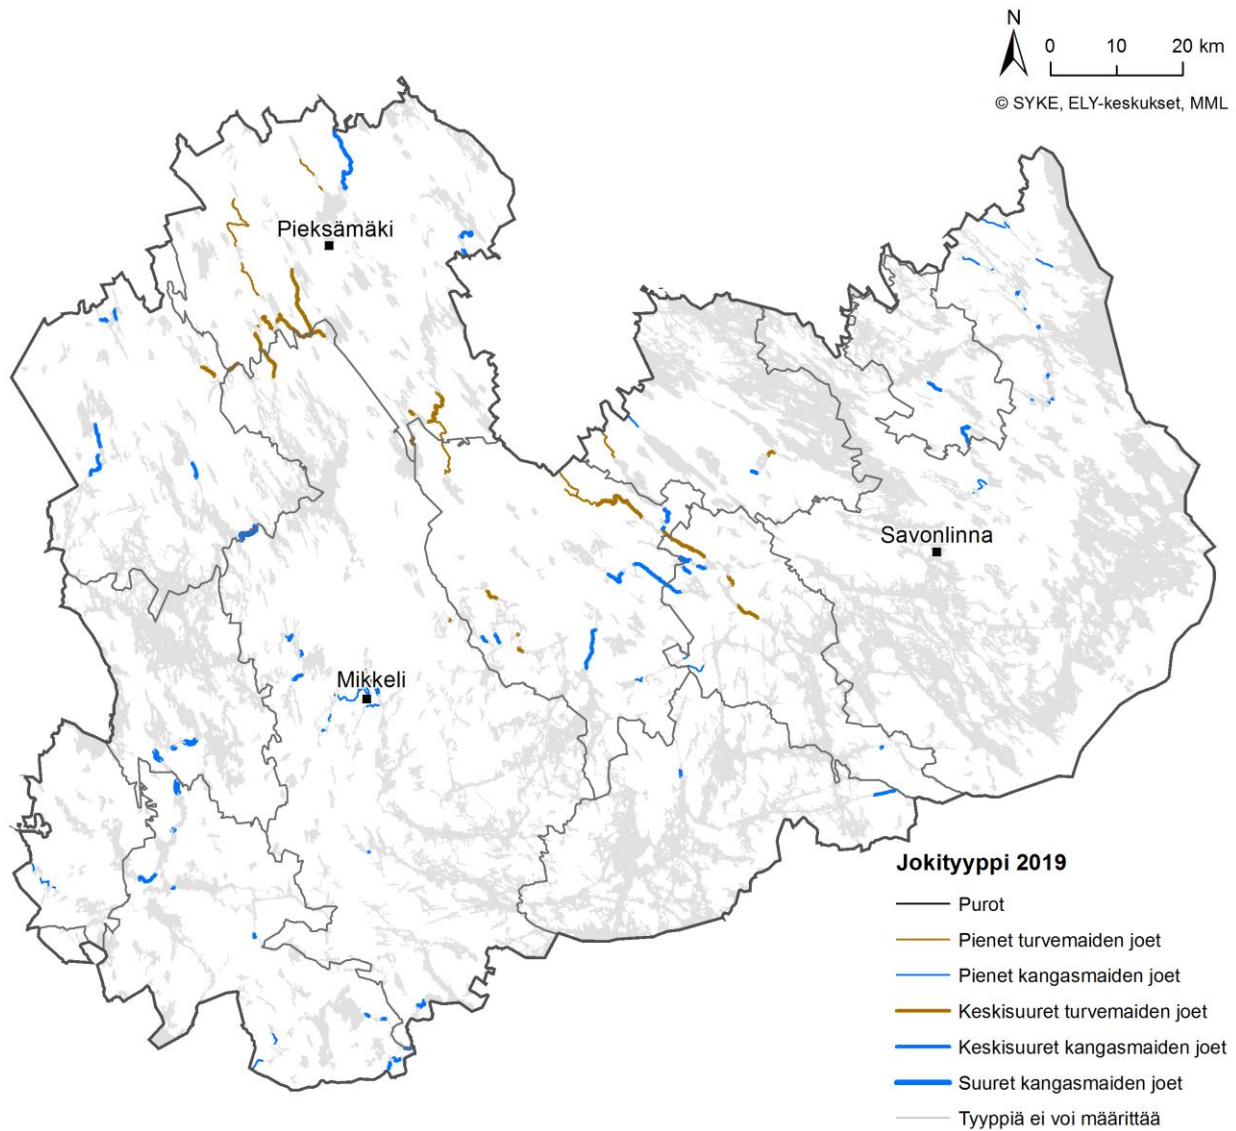 N
0 10 20 km
© SYKE, ELY-keskukset, MML
Pieksämäki
Savonlinna
Mikkeli
Jokityyppi 2019
Purot
Pienet turvemaiden joet
Pienet kangasmaiden joet
Keskisuuret turvemaiden joet
Keskisuuret kangasmaiden joet
Suuret kangasmaiden joet
Tyyppiä ei voi määrittää